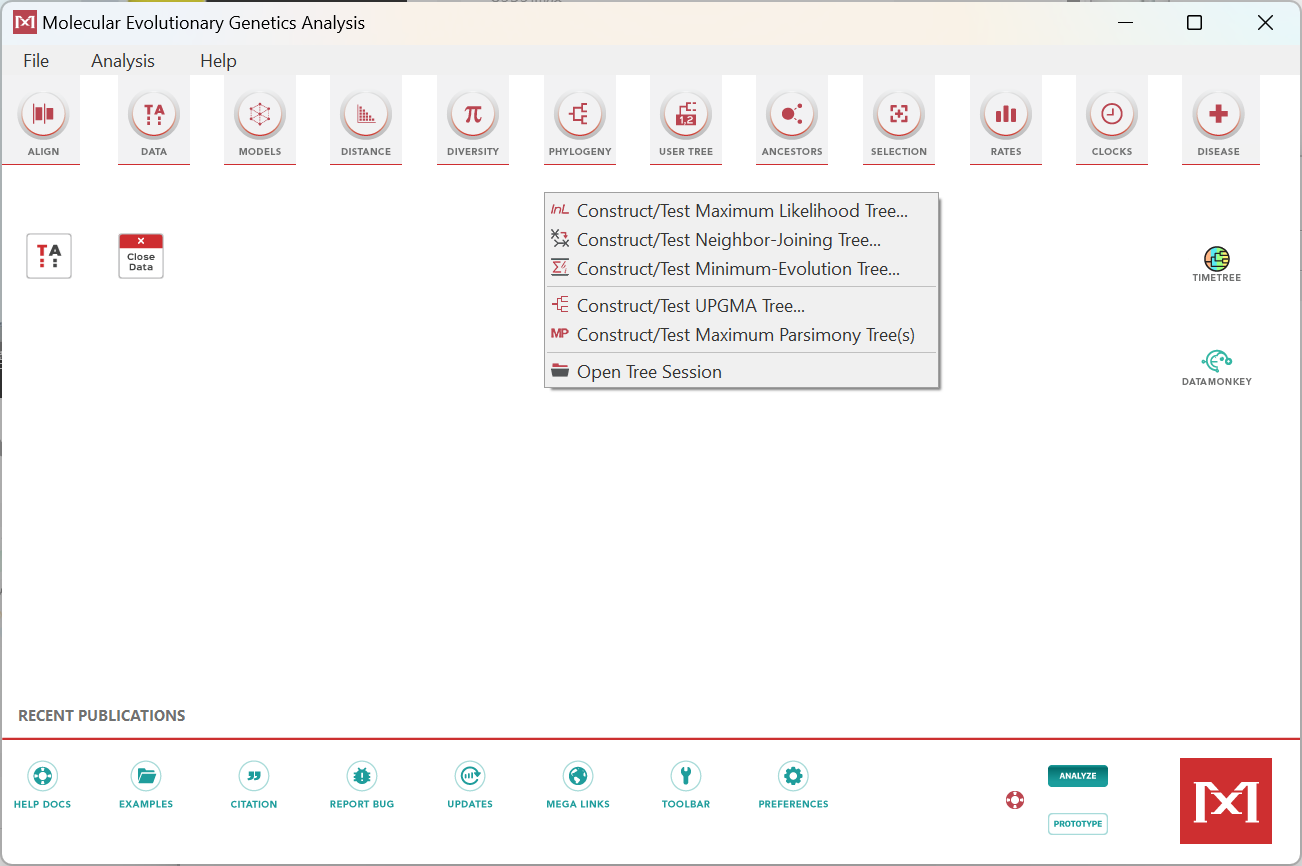 Molecular Evolutionary Genetics Analysis
File Analysis Help
ALIGN DATA MODELS DISTANCE DIVERSITY PHYLOGENY USER TREE ANCESTORS SELECTION RATES CLOCKS DISEASE
lnL Construct/Test Maximum Likelihood Tree...
Construct/Test Neighbor-Joining Tree...
Construct/Test Minimum-Evolution Tree...
Construct/Test UPGMA Tree...
MP Construct/Test Maximum Parsimony Tree(s)
Open Tree Session
TA
Close
Data
TIMETREE
DATAMONKEY
RECENT PUBLICATIONS
HELP DOCS EXAMPLES CITATION REPORT BUG UPDATES MEGA LINKS TOOLBAR PREFERENCES
ANALYZE
PROTOTYPE